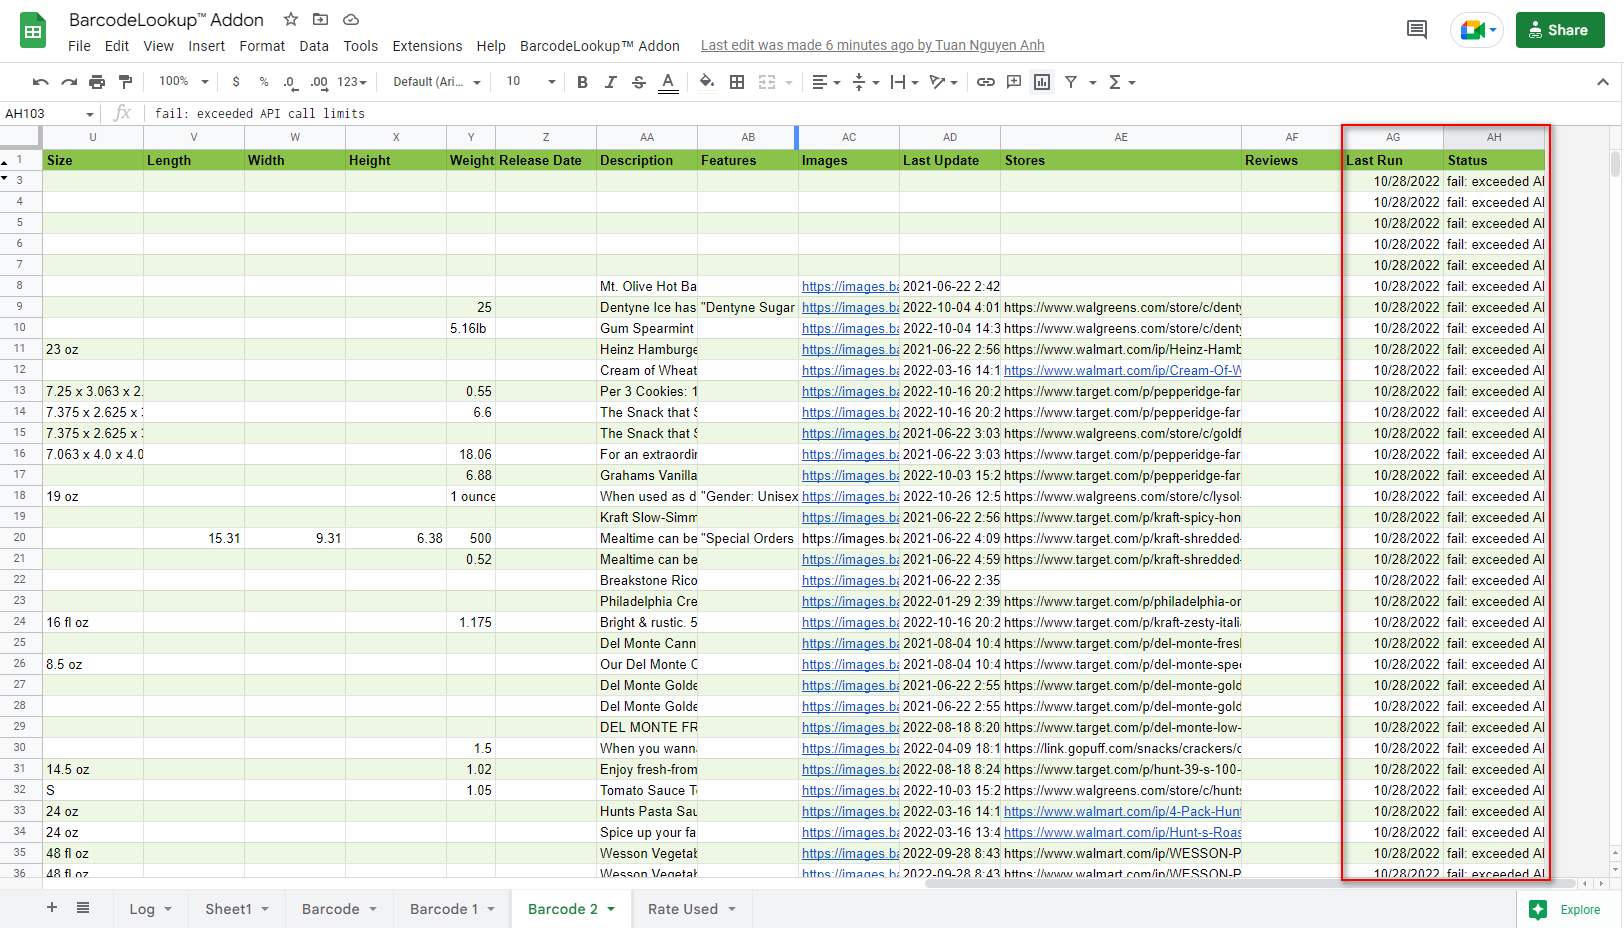 BarcodeLookup™ Addon
File Edit View Insert Format Data Tools Extensions Help BarcodeLookup™ Addon Last edit was made 6 minutes ago by Tuan Nguyen Anh
Share
100% $ % .0 .00 123 Default (Ari... 10 B I S A
AH103 fx fail: exceeded API call limits
U V W X Y Z AA AB AC AD AE AF AG AH
1 Size Length Width Height Weight Release Date Description Features Images Last Update Stores Reviews Last Run Status
3 10/28/2022 fail: exceeded AI
4 10/28/2022 fail: exceeded AI
5 10/28/2022 fail: exceeded AI
6 10/28/2022 fail: exceeded AI
7 10/28/2022 fail: exceeded AI
8 Mt. Olive Hot Ba https://images.ba 2021-06-22 2:42 10/28/2022 fail: exceeded AI
9 25 Dentyne Ice has "Dentyne Sugar https://images.ba 2022-10-04 4:01 https://www.walgreens.com/store/c/denty 10/28/2022 fail: exceeded AI
10 5.16lb Gum Spearmint https://images.ba 2022-10-04 14:3 https://www.walgreens.com/store/c/denty 10/28/2022 fail: exceeded AI
11 23 oz Heinz Hamburge https://images.ba 2021-06-22 2:56 https://www.walmart.com/ip/Heinz-Hamb 10/28/2022 fail: exceeded AI
12 Cream of Wheat https://images.ba 2022-03-16 14:1 https://www.walmart.com/ip/Cream-Of-W 10/28/2022 fail: exceeded AI
13 7.25 x 3.063 x 2. 0.55 Per 3 Cookies: 1 https://images.ba 2022-10-16 20:2 https://www.target.com/p/pepperidge-far 10/28/2022 fail: exceeded AI
14 7.375 x 2.625 x 6.6 The Snack that S https://images.ba 2022-10-16 20:2 https://www.target.com/p/pepperidge-far 10/28/2022 fail: exceeded AI
15 7.375 x 2.625 x The Snack that S https://images.ba 2021-06-22 3:03 https://www.walgreens.com/store/c/goldf 10/28/2022 fail: exceeded AI
16 7.063 x 4.0 x 4.0 18.06 For an extraordin https://images.ba 2021-06-22 3:03 https://www.target.com/p/pepperidge-far 10/28/2022 fail: exceeded AI
17 6.88 Grahams Vanilla https://images.ba 2022-10-03 15:2 https://www.target.com/p/pepperidge-far 10/28/2022 fail: exceeded AI
18 19 oz 1 ounce When used as d "Gender: Unisex https://images.ba 2022-10-26 12:5 https://www.walgreens.com/store/c/lysol- 10/28/2022 fail: exceeded AI
19 Kraft Slow-Simm https://images.ba 2021-06-22 2:56 https://www.target.com/p/kraft-spicy-hon 10/28/2022 fail: exceeded AI
20 15.31 9.31 6.38 500 Mealtime can be "Special Orders https://images.ba 2021-06-22 4:09 https://www.target.com/p/kraft-shredded- 10/28/2022 fail: exceeded AI
21 0.52 Mealtime can be https://images.ba 2021-06-22 4:59 https://www.target.com/p/kraft-shredded- 10/28/2022 fail: exceeded AI
22 Breakstone Rico https://images.ba 2021-06-22 2:35 10/28/2022 fail: exceeded AI
23 Philadelphia Cre https://images.ba 2022-01-29 2:39 https://www.target.com/p/philadelphia-or 10/28/2022 fail: exceeded AI
24 16 fl oz 1.175 Bright & rustic. 5 https://images.ba 2022-10-16 20:2 https://www.target.com/p/kraft-zesty-itali 10/28/2022 fail: exceeded AI
25 Del Monte Cann https://images.ba 2021-08-04 10:4 https://www.target.com/p/del-monte-fresl 10/28/2022 fail: exceeded AI
26 8.5 oz Our Del Monte C https://images.ba 2021-08-04 10:4 https://www.target.com/p/del-monte-spec 10/28/2022 fail: exceeded AI
27 Del Monte Golde https://images.ba 2021-06-22 2:55 https://www.target.com/p/del-monte-gold 10/28/2022 fail: exceeded AI
28 Del Monte Golde https://images.ba 2021-06-22 2:55 https://www.target.com/p/del-monte-gold 10/28/2022 fail: exceeded AI
29 DEL MONTE FR https://images.ba 2022-08-18 8:20 https://www.target.com/p/del-monte-low- 10/28/2022 fail: exceeded AI
30 1.5 When you wanna https://images.ba 2022-04-09 18:1 https://link.gopuff.com/snacks/crackers/c 10/28/2022 fail: exceeded AI
31 14.5 oz 1.02 Enjoy fresh-from https://images.ba 2022-08-18 8:24 https://www.target.com/p/hunt-39-s-100- 10/28/2022 fail: exceeded AI
32 S 1.05 Tomato Sauce T https://images.ba 2022-10-03 15:2 https://www.walgreens.com/store/c/hunts 10/28/2022 fail: exceeded AI
33 24 oz Hunts Pasta Sau https://images.ba 2022-03-16 14:1 https://www.walmart.com/ip/4-Pack-Hunt 10/28/2022 fail: exceeded AI
34 24 oz Spice up your fa https://images.ba 2022-03-16 13:4 https://www.walmart.com/ip/Hunt-s-Roas 10/28/2022 fail: exceeded AI
35 48 fl oz Wesson Vegetab https://images.ba 2022-09-28 8:43 https://www.walmart.com/ip/WESSON-P 10/28/2022 fail: exceeded AI
36 48 fl oz Wesson Vegetab https://images.ba 2022-09-28 8:43 https://www.walmart.com/ip/WESSON-P 10/28/2022 fail: exceeded AI
Log Sheet1 Barcode Barcode 1 Barcode 2 Rate Used Explore